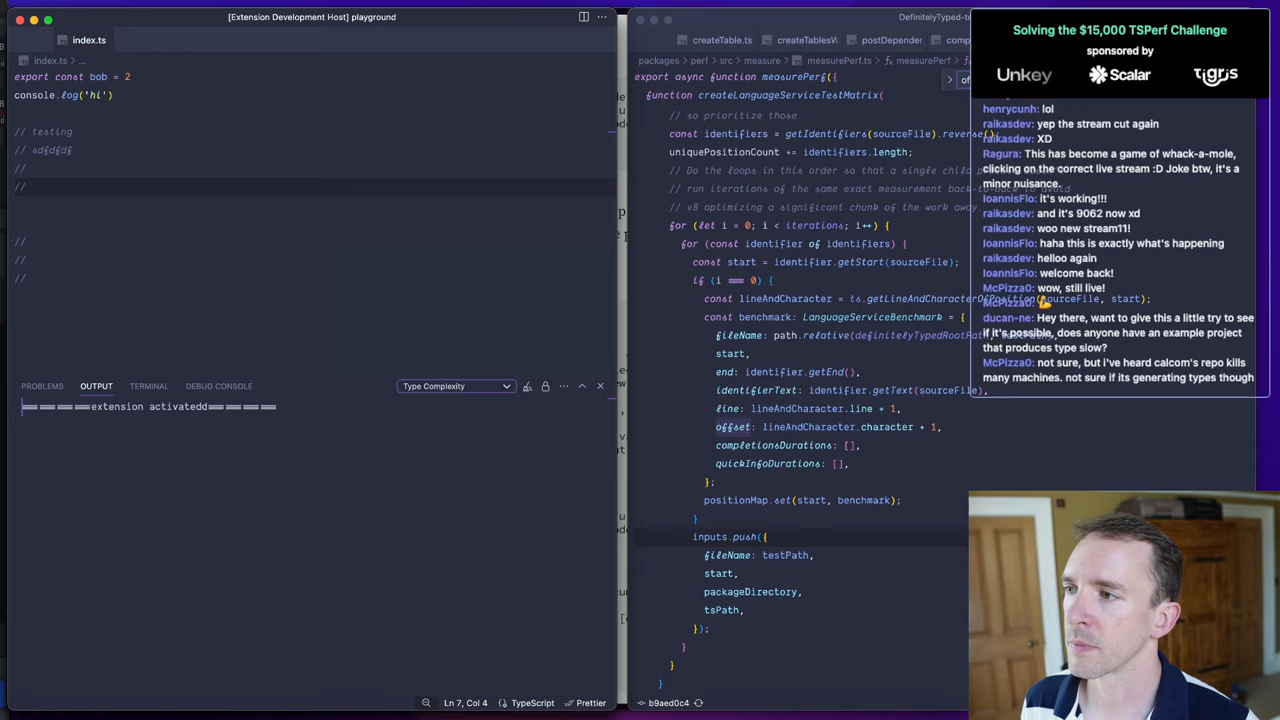 [Extension Development Host] playground
index.ts
index.ts > ...
export const bob = 2
console.log('hi')
// testing
// sdfdfdf
//
//
//
//
//
PROBLEMS OUTPUT TERMINAL DEBUG CONSOLE
Type Complexity
=====extension activatedd=====
Ln 7, Col 4 TypeScript Prettier
createTable.ts
packages > perf > src > measure > measurePerf.ts > measurePerf
export async function measurePerf({
function createLanguageServiceTestMatrix(
// so prioritize those.
const identifiers = getIdentifiers(sourceFile).reverse();
uniquePositionCount += identifiers.length;
// Do the loops in this order so that a single child
// run iterations of the same exact measurement back-to-back to avoid
// v8 optimizing a significant chunk of the work away.
for (let i = 0; i < iterations; i++) {
for (const identifier of identifiers) {
const start = identifier.getStart(sourceFile);
if (i === 0) {
const lineAndCharacter = ts.getLineAndCharacterOfPosition(sourceFile, start);
const benchmark: LanguageServiceBenchmark = {
fileName: path.relative(definitelyTypedRootPath,
start,
end: identifier.getEnd(),
identifierText: identifier.getText(sourceFile),
line: lineAndCharacter.line + 1,
offset: lineAndCharacter.character + 1,
completionsDurations: [],
quickInfoDurations: [],
};
positionMap.set(start, benchmark);
}
inputs.push({
fileName: testPath,
start,
packageDirectory,
tsPath,
});
}
}
}
b9aed0c4
Solving the $15,000 TSPerf Challenge
sponsored by
Unkey Scalar tigris
henrycunh: lol
raikasdev: yep the stream cut again
raikasdev: XD
Ragura: This has become a game of whack-a-mole,
clicking on the correct live stream :D Joke btw, it's a
minor nuisance.
IoannisFlo: it's working!!!
raikasdev: and it's 9062 now xd
raikasdev: woo new stream11!
IoannisFlo: haha this is exactly what's happening
raikasdev: helloo again
IoannisFlo: welcome back!
McPizza0: wow, still live!
McPizza0: 💪
ducan-ne: Hey there, want to give this a little try to see
if it's possible, does anyone have an example project
that produces type slow?
McPizza0: not sure, but i've heard calcom's repo kills
many machines. not sure if its generating types though